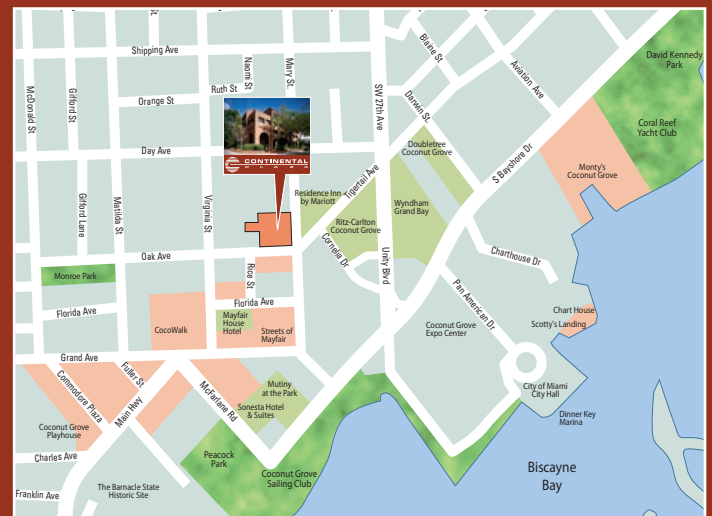 St
Shipping Ave
Blaine St
David Kennedy
Park
Naomi St
Mary St.
Aviation Ave
McDonald St
Gifford St
Ruth St
SW 27th Ave
Orange St
Darwin St.
Coral Reef
Yacht Club
Doubletree
Coconut Grove
Day Ave
CONTINENTAL
S Bayshore Dr
Monty's
Coconut Grove
Tigertail Ave
Residence Inn
by Mariott
Wyndham
Grand Bay
Gifford Lane
Matilda St
Virginia St
Ritz-Carlton
Coconut Grove
Cornelia Dr
Oak Ave
Unity Blvd
Charthouse Dr
Rice St
Monroe Park
Pan American Dr
Florida Ave
Florida Ave
Chart House
Mayfair
House
Hotel
CocoWalk
Streets of
Mayfair
Coconut Grove
Expo Center
Scotty's Landing
Grand Ave
Fuller St
Commodore Plaza
Main Hwy
McFarlane Rd
Mutiny
at the Park
City of Miami
City Hall
Sonesta Hotel
& Suites
Dinner Key
Marina
Coconut Grove
Playhouse
Charles Ave
Peacock
Park
Biscayne
Bay
Coconut Grove
Sailing Club
The Barnacle State
Historic Site
Franklin Ave